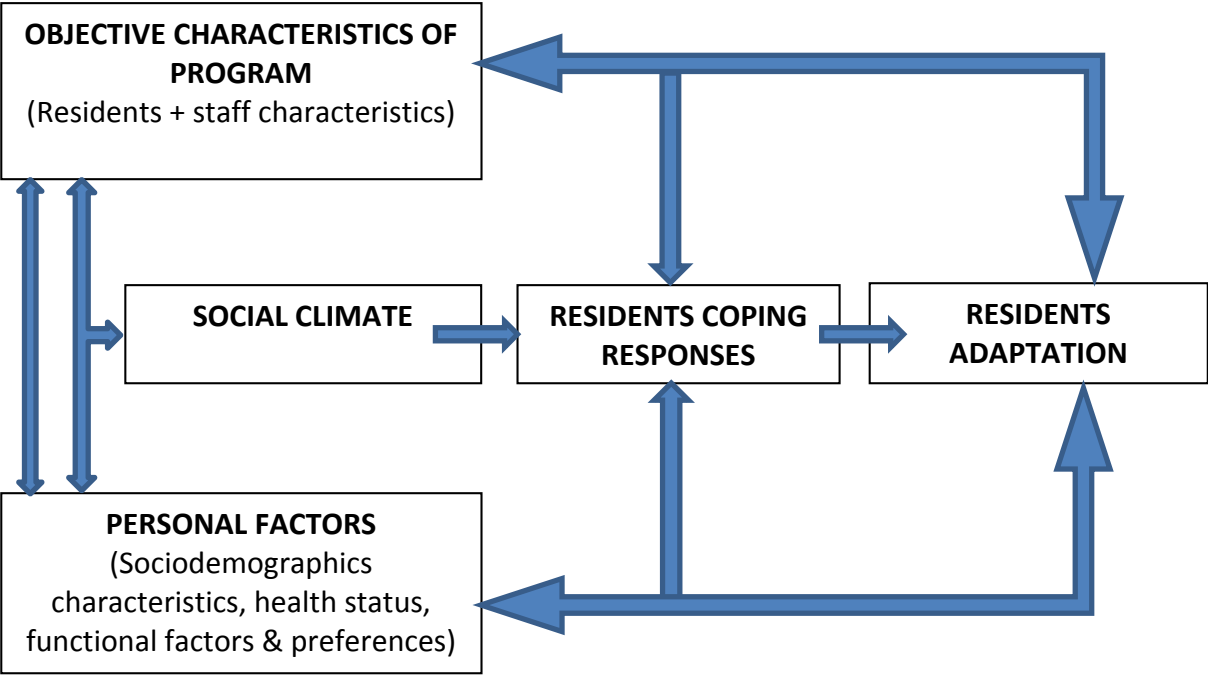 OBJECTIVE CHARACTERISTICS OF
PROGRAM
(Residents + staff characteristics)
SOCIAL CLIMATE
RESIDENTS COPING
RESPONSES
RESIDENTS
ADAPTATION
PERSONAL FACTORS
(Sociodemographics
characteristics, health status,
functional factors & preferences)